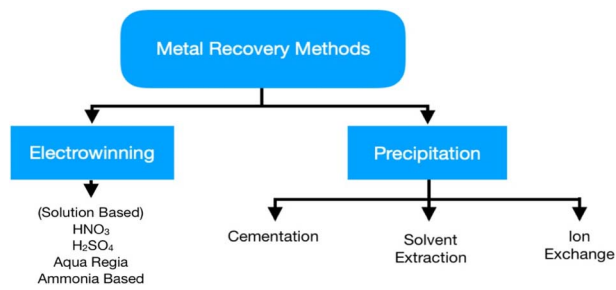 Metal Recovery Methods
Electrowinning
Precipitation
(Solution Based)
HNO₃
H₂SO₄
Aqua Regia
Ammonia Based
Cementation
Solvent
Extraction
Ion
Exchange